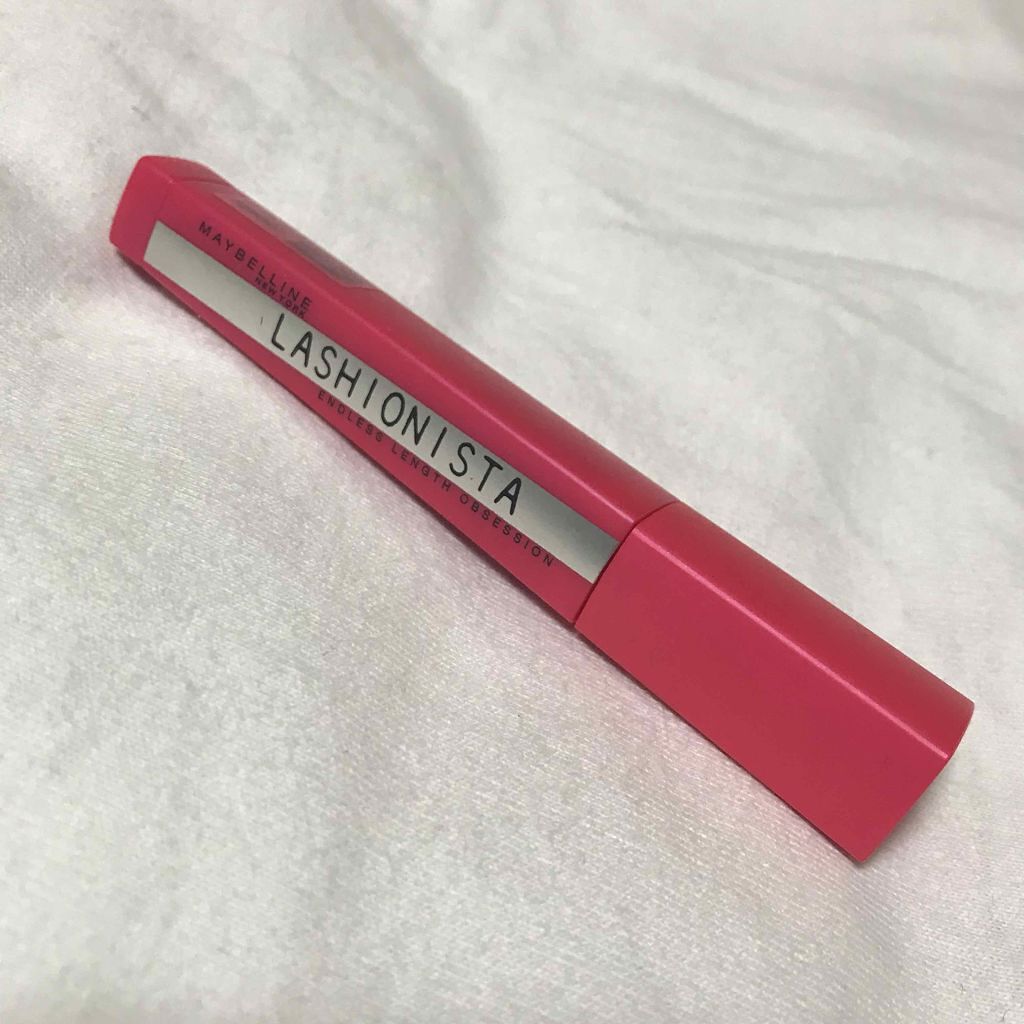 MAYBELLINE
NEW YORK
LASHIONISTA
ENDLESS LENGTH OBSESSION